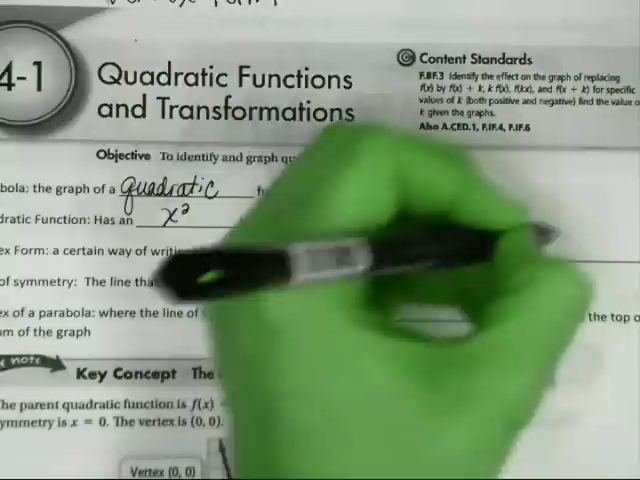 4-1
Quadratic Functions
and Transformations
Content Standards
F.BF.3 Identify the effect on the graph of replacing
f(x) by f(x) + k, k f(x), f(kx), and f(x + k) for specific
values of k (both positive and negative) find the value o
k given the graphs.
Also A.CED.1, F.IF.4, F.IF.6
Objective To identify and graph qu
bola: the graph of a quadratic fu
dratic Function: Has an x²
ex Form: a certain way of writi
of symmetry: The line tha
ex of a parabola: where the line of the top o
m of the graph
note
Key Concept The
he parent quadratic function is f(x)
ymmetry is x = 0. The vertex is (0, 0).
Vertex (0, 0)